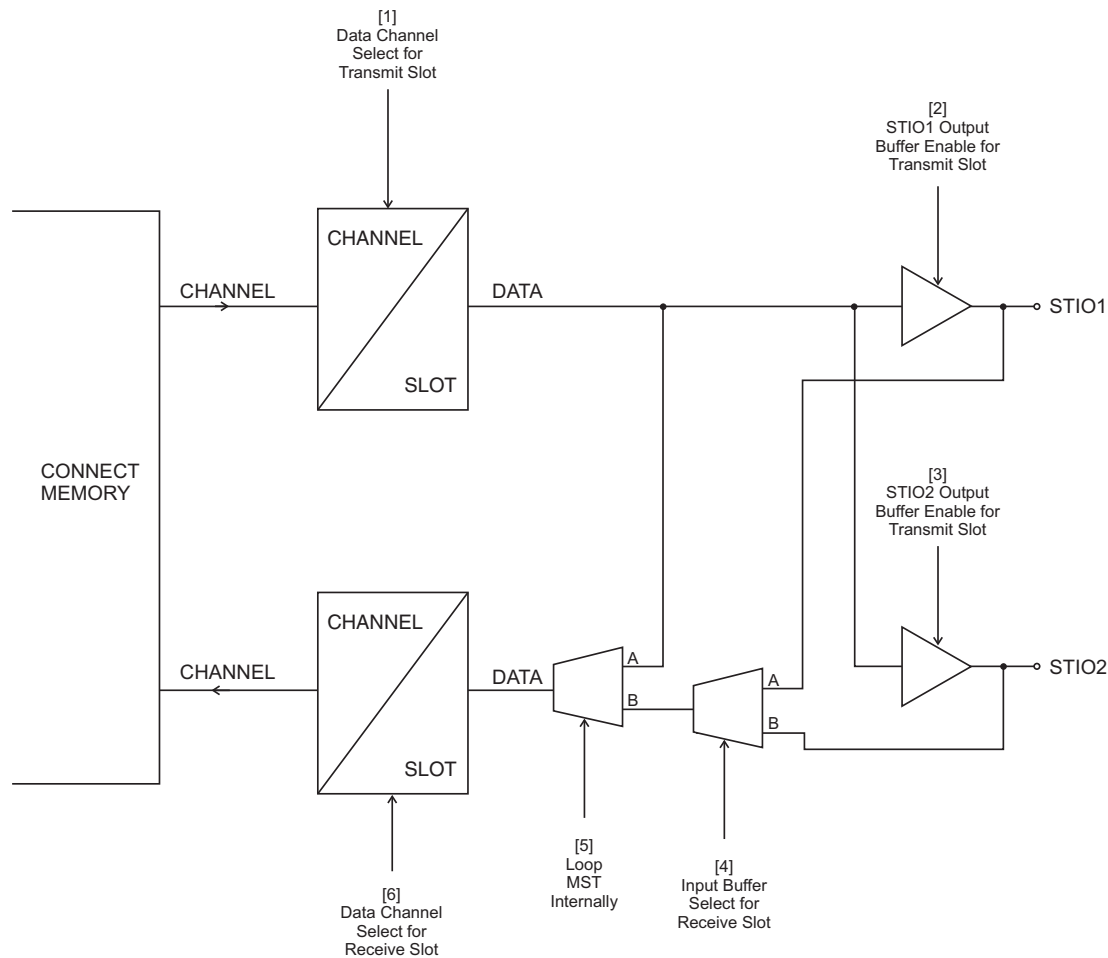 [1]
Data Channel
Select for
Transmit Slot
[2]
STIO1 Output
Buffer Enable for
Transmit Slot
CHANNEL
CHANNEL
SLOT
DATA
STIO1
CONNECT
MEMORY
[3]
STIO2 Output
Buffer Enable for
Transmit Slot
CHANNEL
CHANNEL
SLOT
DATA
A
B
A
B
STIO2
[5]
Loop
MST
Internally
[4]
Input Buffer
Select for
Receive Slot
[6]
Data Channel
Select for
Receive Slot